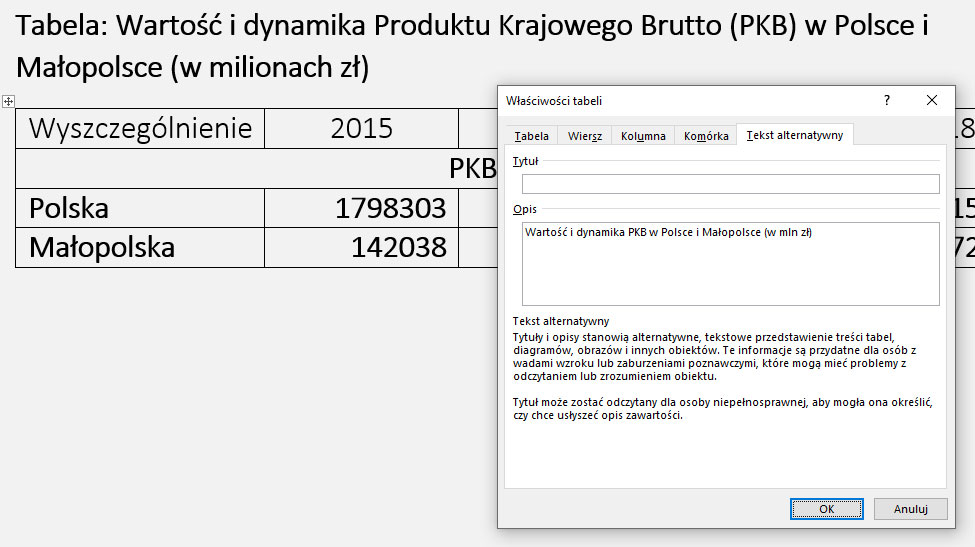 Tabela: Wartość i dynamika Produktu Krajowego Brutto (PKB) w Polsce i
Małopolsce (w milionach zł)
Wyszczególnienie 2015 18
PKB
Polska 1798303 15
Małopolska 142038 72
Właściwości tabeli ?
Tabela Wiersz Kolumna Komórka Tekst alternatywny
Tytuł
Opis
Wartość i dynamika PKB w Polsce i Małopolsce (w mln zł)
Tekst alternatywny
Tytuły i opisy stanowią alternatywne, tekstowe przedstawienie treści tabel,
diagramów, obrazów i innych obiektów. Te informacje są przydatne dla osób z
wadami wzroku lub zaburzeniami poznawczymi, które mogą mieć problemy z
odczytaniem lub zrozumieniem obiektu.
Tytuł może zostać odczytany dla osoby niepełnosprawnej, aby mogła ona określić,
czy chce usłyszeć opis zawartości.
OK Anuluj